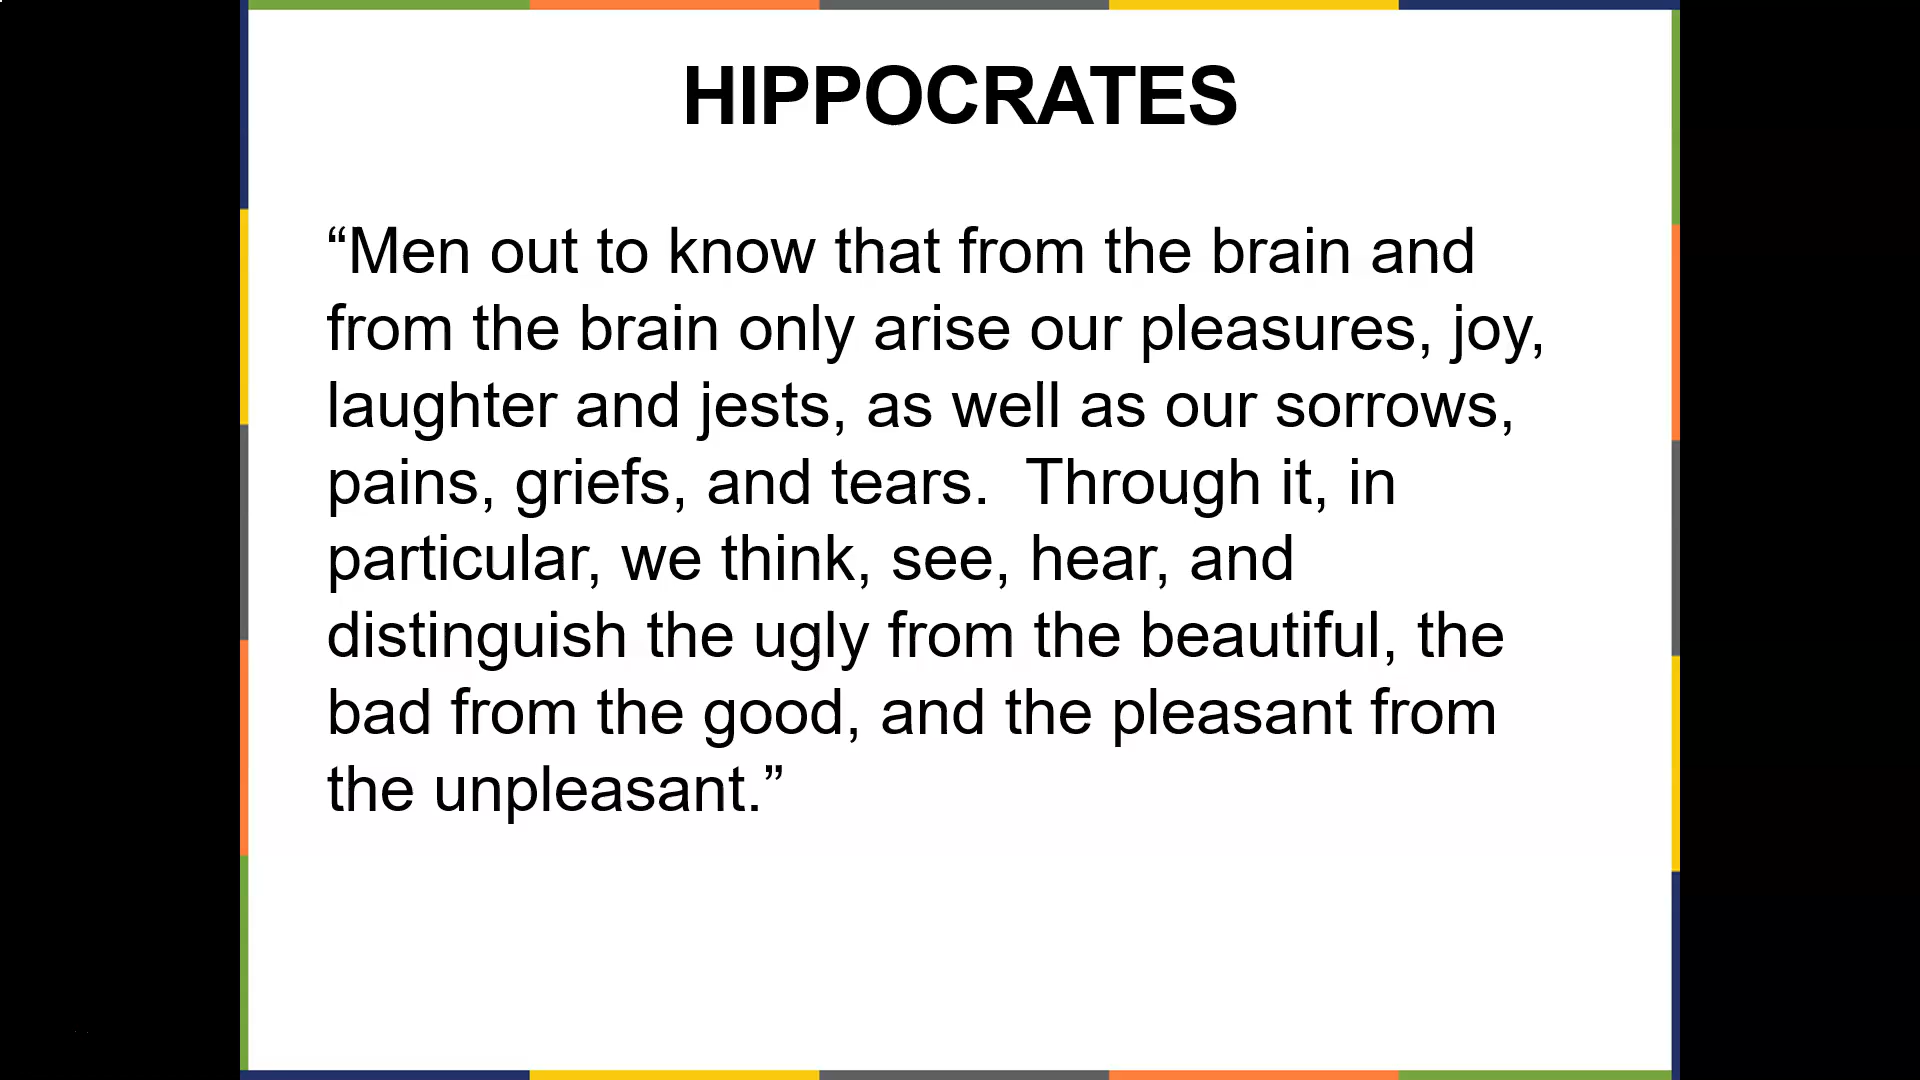 HIPPOCRATES
“Men out to know that from the brain and
from the brain only arise our pleasures, joy,
laughter and jests, as well as our sorrows,
pains, griefs, and tears.  Through it, in
particular, we think, see, hear, and
distinguish the ugly from the beautiful, the
bad from the good, and the pleasant from
the unpleasant.”